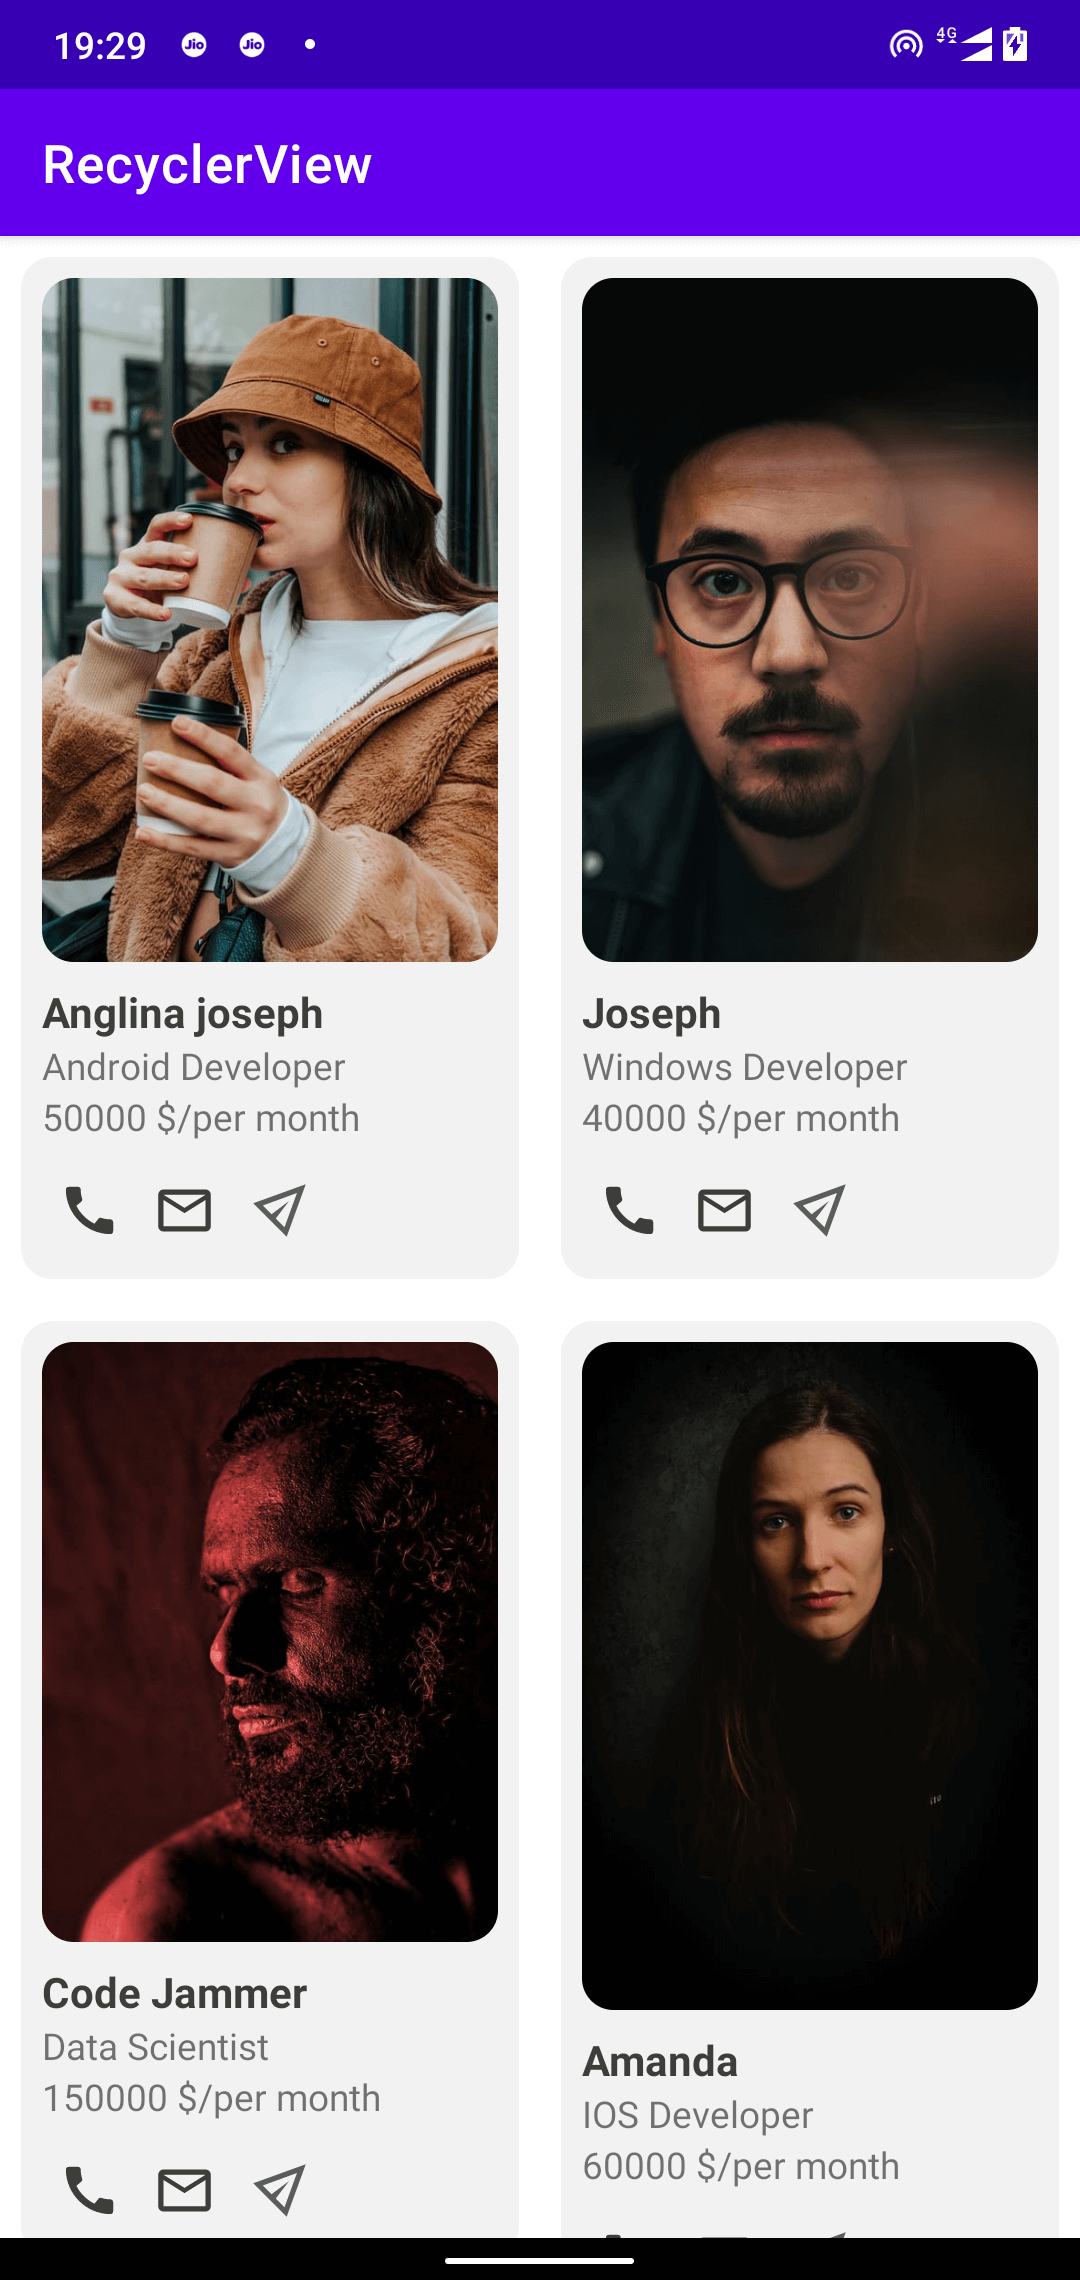 19:29 Jio Jio 4G
RecyclerView
Anglina joseph
Android Developer
50000 $/per month
Joseph
Windows Developer
40000 $/per month
Code Jammer
Data Scientist
150000 $/per month
Amanda
IOS Developer
60000 $/per month